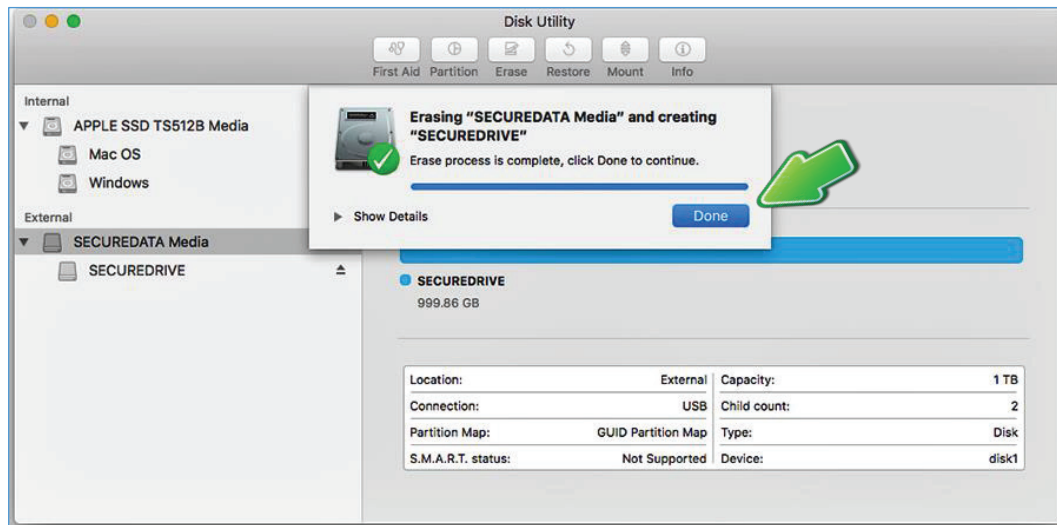 Disk Utility
First Aid Partition Erase Restore Mount Info
Internal
APPLE SSD TS512B Media
Mac OS
Windows
External
SECUREDATA Media
SECUREDRIVE
Erasing “SECUREDATA Media” and creating
“SECUREDRIVE”
Erase process is complete, click Done to continue.
Show Details
Done
SECUREDRIVE
999.86 GB
Location: External Capacity: 1 TB
Connection: USB Child count: 2
Partition Map: GUID Partition Map Type: Disk
S.M.A.R.T. status: Not Supported Device: disk1